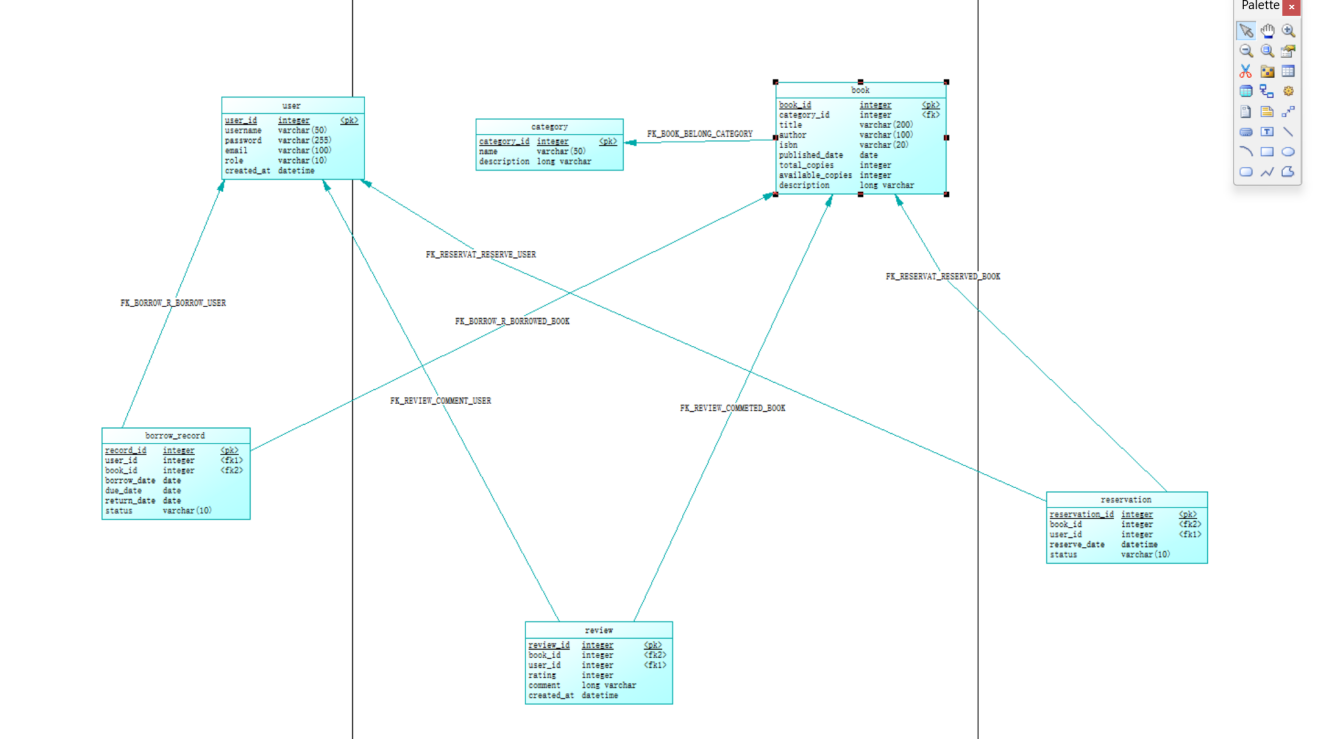 Palette
user
user_id integer <pk>
username varchar(50)
password varchar(255)
email varchar(100)
role varchar(10)
created_at datetime
category
category_id integer <pk>
name varchar(50)
description long varchar
FK_BOOK_BELONG_CATEGORY
book
book_id integer <pk>
category_id integer <fk>
title varchar(200)
author varchar(100)
isbn varchar(20)
published_date date
total_copies integer
available_copies integer
description long varchar
FK_RESERVAT_RESERVE_USER
FK_RESERVAT_RESERVED_BOOK
FK_BORROW_R_BORROW_USER
FK_BORROW_R_BORROWED_BOOK
FK_REVIEW_COMMENT_USER
FK_REVIEW_COMMETED_BOOK
borrow_record
record_id integer <pk>
user_id integer <fk1>
book_id integer <fk2>
borrow_date date
due_date date
return_date date
status varchar(10)
reservation
reservation_id integer <pk>
book_id integer <fk2>
user_id integer <fk1>
reserve_date datetime
status varchar(10)
review
review_id integer <pk>
book_id integer <fk2>
user_id integer <fk1>
rating integer
comment long varchar
created_at datetime